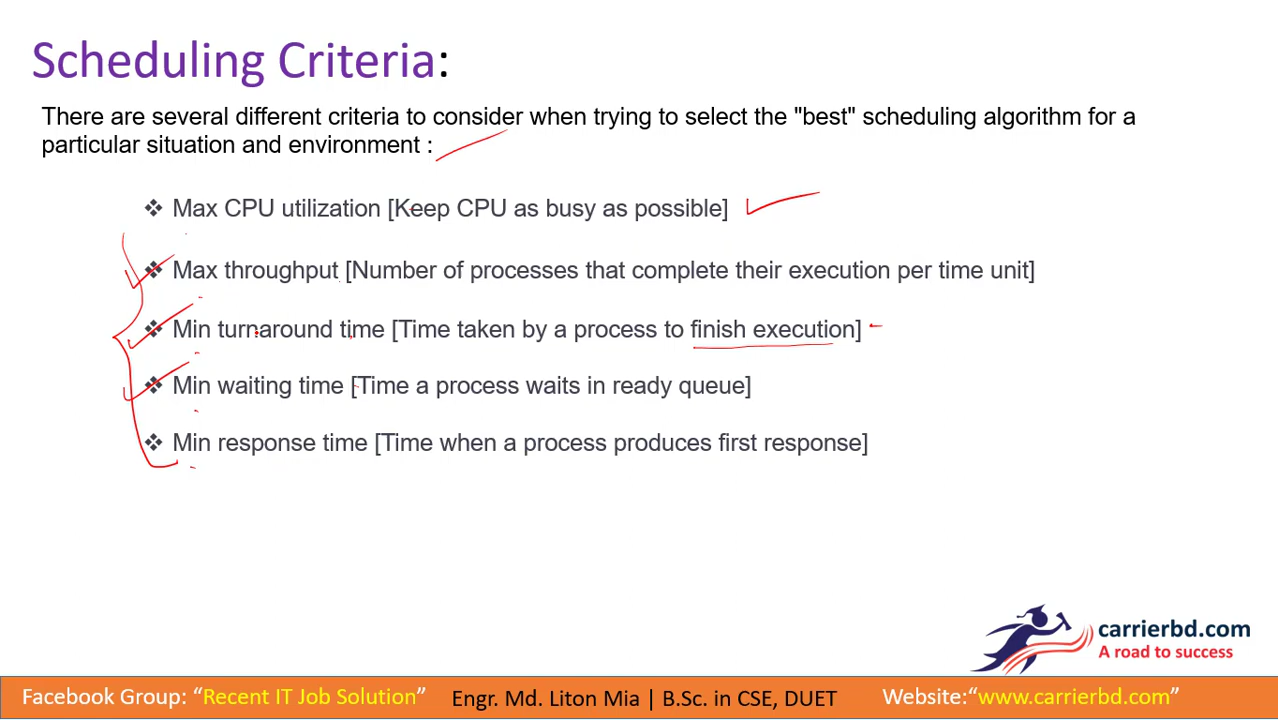 Scheduling Criteria:
There are several different criteria to consider when trying to select the "best" scheduling algorithm for a
particular situation and environment :
❖ Max CPU utilization [Keep CPU as busy as possible]
❖ Max throughput [Number of processes that complete their execution per time unit]
❖ Min turnaround time [Time taken by a process to finish execution]
❖ Min waiting time [Time a process waits in ready queue]
❖ Min response time [Time when a process produces first response]
carrierbd.com
A road to success
Facebook Group: “Recent IT Job Solution” Engr. Md. Liton Mia | B.Sc. in CSE, DUET Website:“www.carrierbd.com”